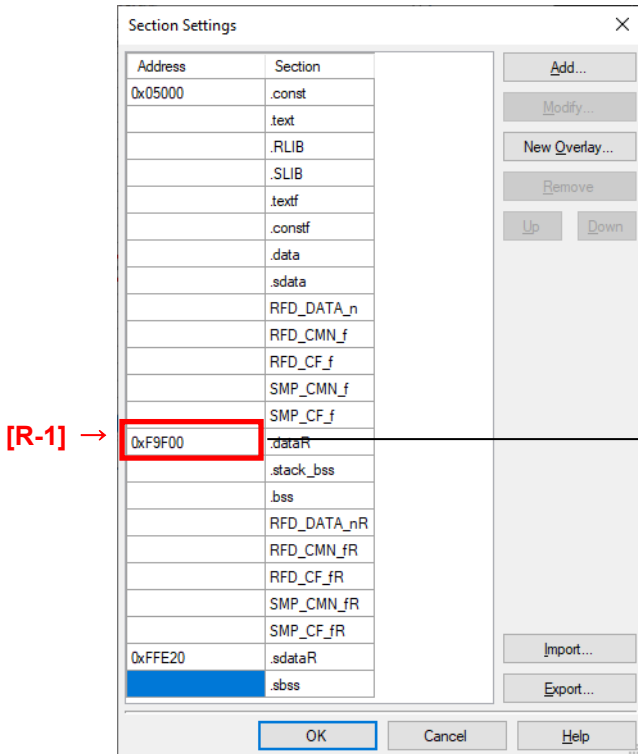 Section Settings
Address Section
0x05000 .const
.text
.RLIB
.SLIB
.textf
.constf
.data
.sdata
RFD_DATA_n
RFD_CMN_f
RFD_CF_f
SMP_CMN_f
SMP_CF_f
[R-1] → 0xF9F00 .dataR
.stack_bss
.bss
RFD_DATA_nR
RFD_CMN_fR
RFD_CF_fR
SMP_CMN_fR
SMP_CF_fR
0xFFE20 .sdataR
.sbss
Add...
Modify...
New Overlay...
Remove
Up Down
Import...
Export...
OK Cancel Help